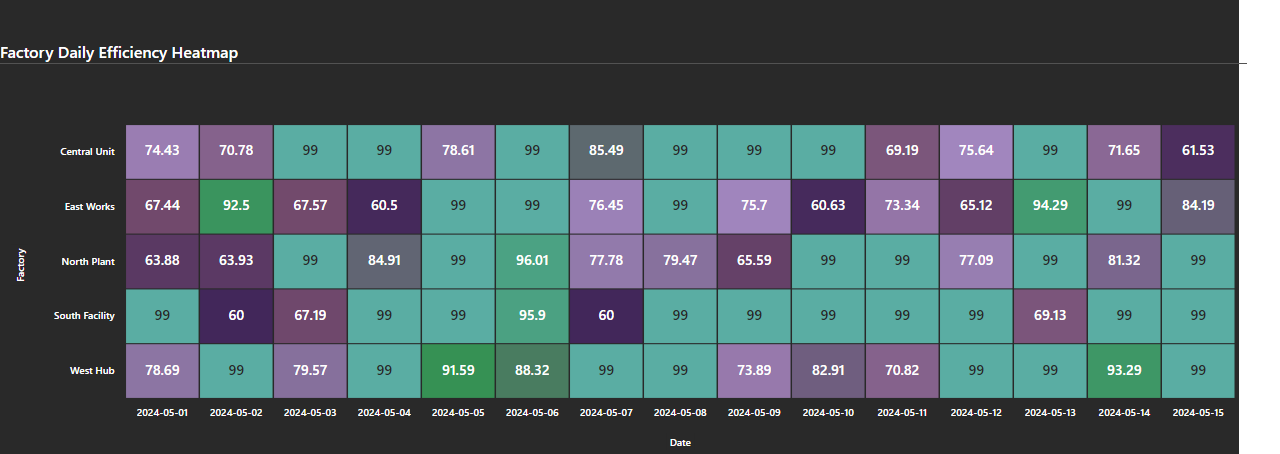 Factory Daily Efficiency Heatmap
Central Unit 74.43 70.78 99 99 78.61 99 85.49 99 99 99 69.19 75.64 99 71.65 61.53
East Works 67.44 92.5 67.57 60.5 99 99 76.45 99 75.7 60.63 73.34 65.12 94.29 99 84.19
Factory
North Plant 63.88 63.93 99 84.91 99 96.01 77.78 79.47 65.59 99 99 77.09 99 81.32 99
South Facility 99 60 67.19 99 99 95.9 60 99 99 99 99 99 69.13 99 99
West Hub 78.69 99 79.57 99 91.59 88.32 99 99 73.89 82.91 70.82 99 99 93.29 99
2024-05-01 2024-05-02 2024-05-03 2024-05-04 2024-05-05 2024-05-06 2024-05-07 2024-05-08 2024-05-09 2024-05-10 2024-05-11 2024-05-12 2024-05-13 2024-05-14 2024-05-15
Date